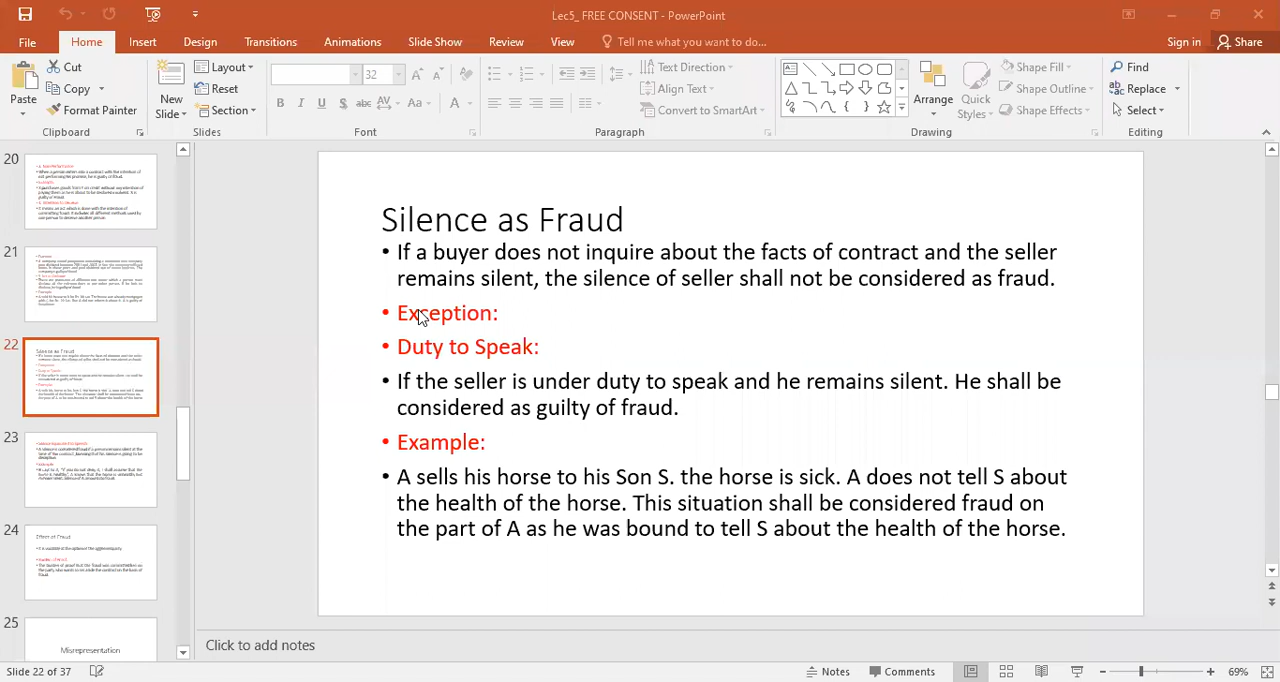 Lec5_ FREE CONSENT - PowerPoint
File Home Insert Design Transitions Animations Slide Show Review View Tell me what you want to do... Sign in Share
Paste
Cut
Copy
Format Painter
Clipboard
New
Slide
Layout
Reset
Section
Slides
32
Font
Text Direction
Align Text
Convert to SmartArt
Paragraph
Arrange
Quick
Styles
Shape Fill
Shape Outline
Shape Effects
Drawing
Find
Replace
Select
Editing
20
21
22
Silence as Fraud
23
24
Effect of Fraud
25
Misrepresentation
Silence as Fraud
• If a buyer does not inquire about the facts of contract and the seller
remains silent, the silence of seller shall not be considered as fraud.
• Exception:
• Duty to Speak:
• If the seller is under duty to speak and he remains silent. He shall be
considered as guilty of fraud.
• Example:
• A sells his horse to his Son S. the horse is sick. A does not tell S about
the health of the horse. This situation shall be considered fraud on
the part of A as he was bound to tell S about the health of the horse.
Click to add notes
Slide 22 of 37 Notes Comments 69%